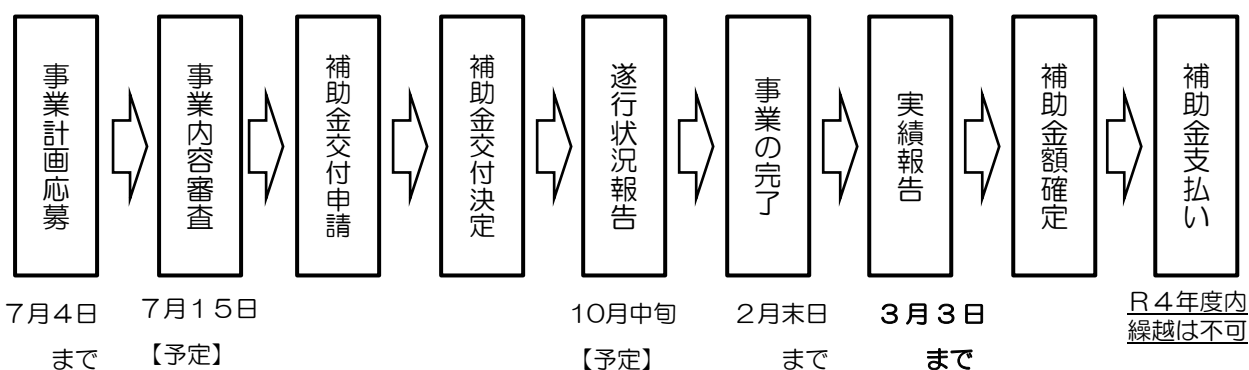 事業計画応募
事業内容審査
補助金交付申請
補助金交付決定
遂行状況報告
事業の完了
実績報告
補助金額確定
補助金支払い
7月4日
まで
7月15日
【予定】
10月中旬
【予定】
2月末日
まで
3月3日
まで
R4年度内
繰越は不可